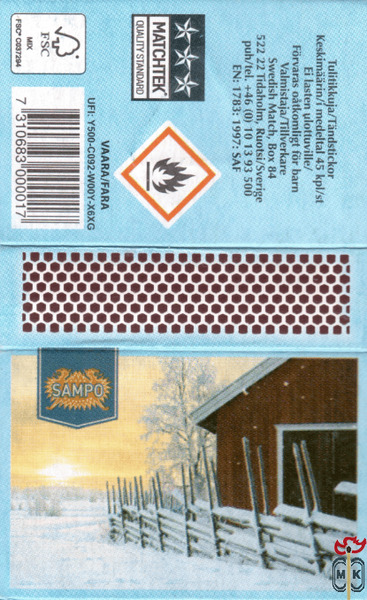 Tulitikkuja/Tändstickor
Keskimäärin/i medeltal 45 kpl/st
Ei lasten ulottuville/
Förvaras oåtkomligt för barn
Valmistaja/Tillverkare
Swedish Match, Box 84
522 22 Tidaholm, Ruotsi/Sverige
puh/tel. +46 (0) 10 13 93 500
EN: 1783: 1997: SAF
MATCHTEK
QUALITY STANDARD
VAARA/FARA
UFI: Y500-C092-W00Y-X6XG
7 310683 000017
FSC
MIX
FSC® C037294
SAMPO
M K